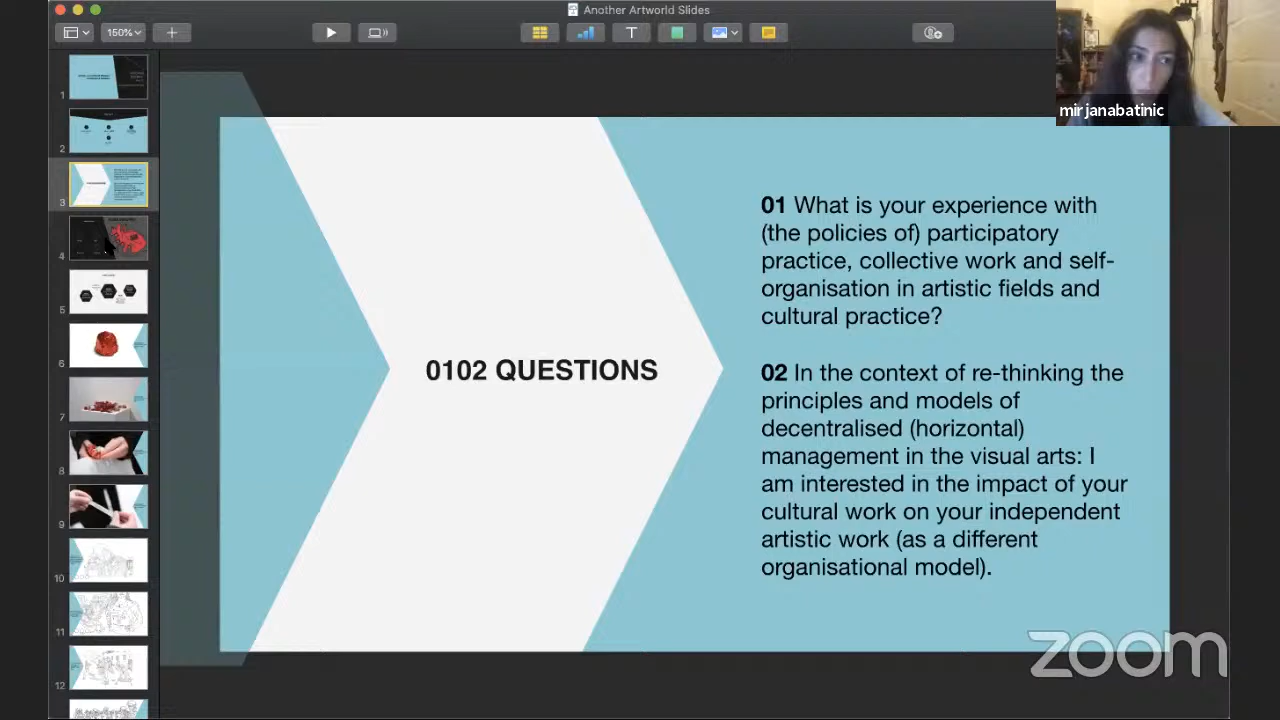 Another Artworld Slides
150%
mirjanabatinic
1
2
3
4
5
6
7
8
9
10
11
12
0102 QUESTIONS
01 What is your experience with
(the policies of) participatory
practice, collective work and self-
organisation in artistic fields and
cultural practice?
02 In the context of re-thinking the
principles and models of
decentralised (horizontal)
management in the visual arts: I
am interested in the impact of your
cultural work on your independent
artistic work (as a different
organisational model).
zoom